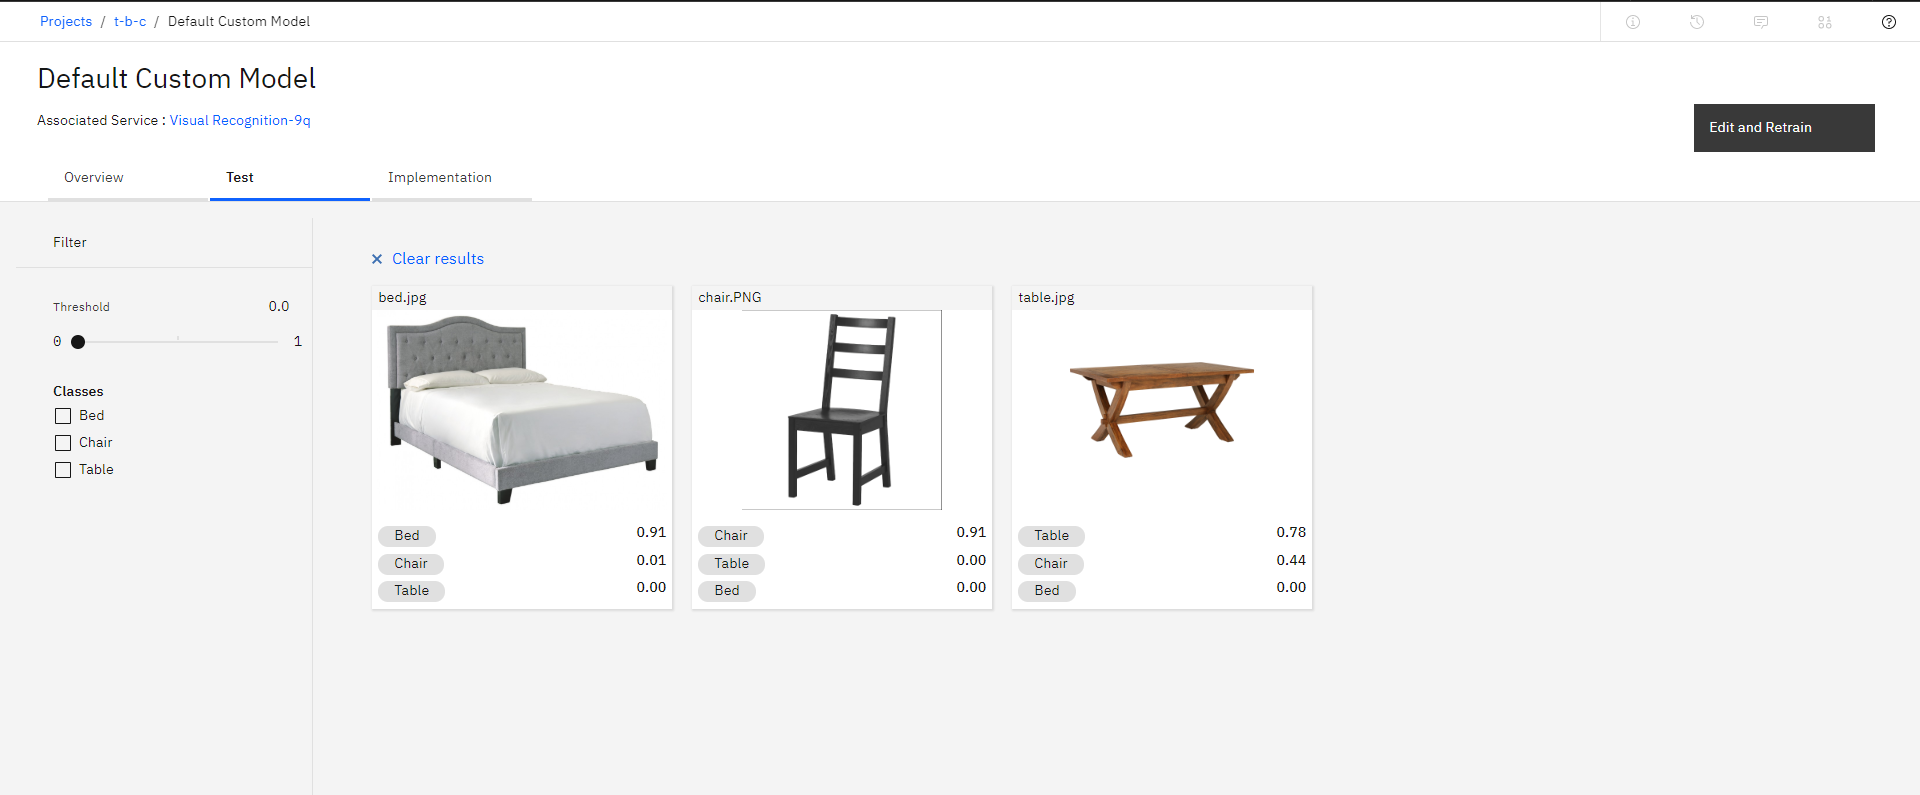 Projects / t-b-c / Default Custom Model
Default Custom Model
Associated Service : Visual Recognition-9q
Edit and Retrain
Overview
Test
Implementation
Filter
Threshold 0.0
0 1
Classes
Bed
Chair
Table
× Clear results
bed.jpg
Bed 0.91
Chair 0.01
Table 0.00
chair.PNG
Chair 0.91
Table 0.00
Bed 0.00
table.jpg
Table 0.78
Chair 0.44
Bed 0.00